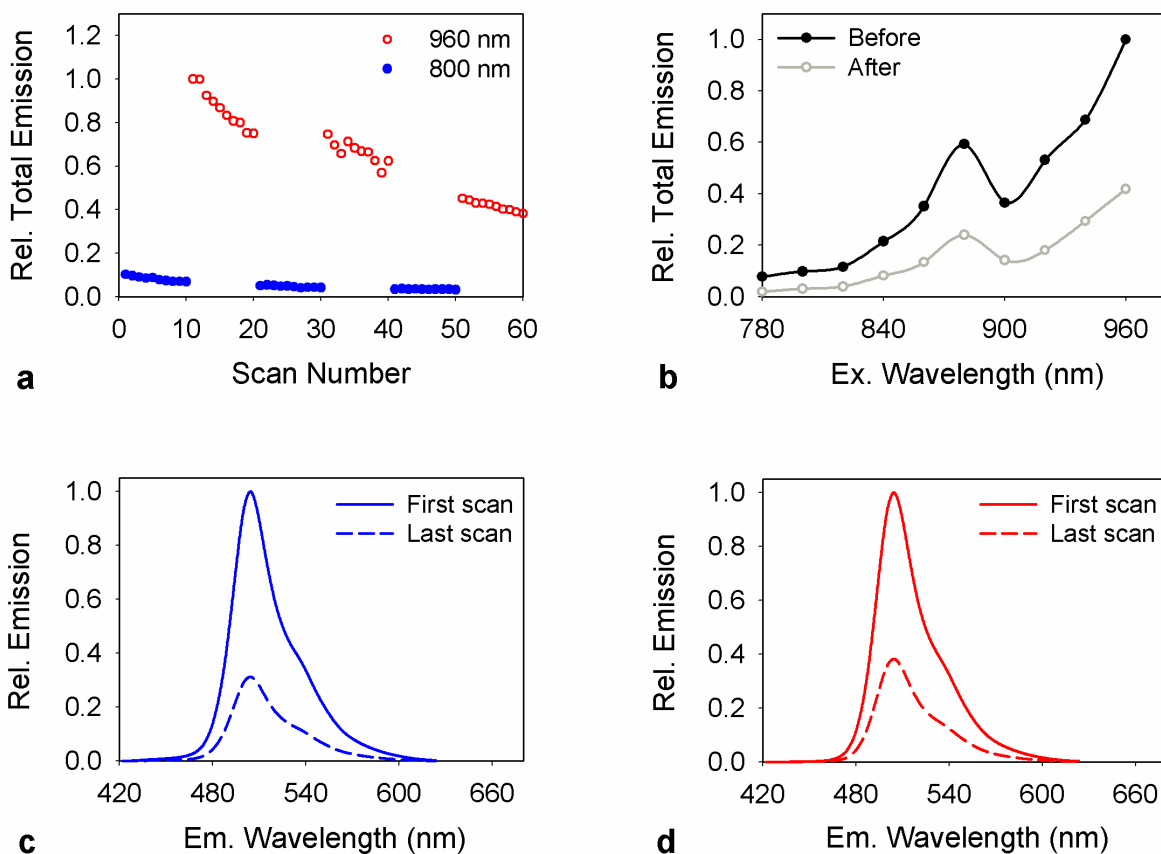 Rel. Total Emission
1.2
1.0
0.8
0.6
0.4
0.2
0.0
960 nm
800 nm
0 10 20 30 40 50 60
Scan Number
a
Rel. Total Emission
1.0
0.8
0.6
0.4
0.2
0.0
Before
After
780 840 900 960
Ex. Wavelength (nm)
b
Rel. Emission
1.0
0.8
0.6
0.4
0.2
0.0
First scan
Last scan
420 480 540 600 660
Em. Wavelength (nm)
c
Rel. Emission
1.0
0.8
0.6
0.4
0.2
0.0
First scan
Last scan
420 480 540 600 660
Em. Wavelength (nm)
d